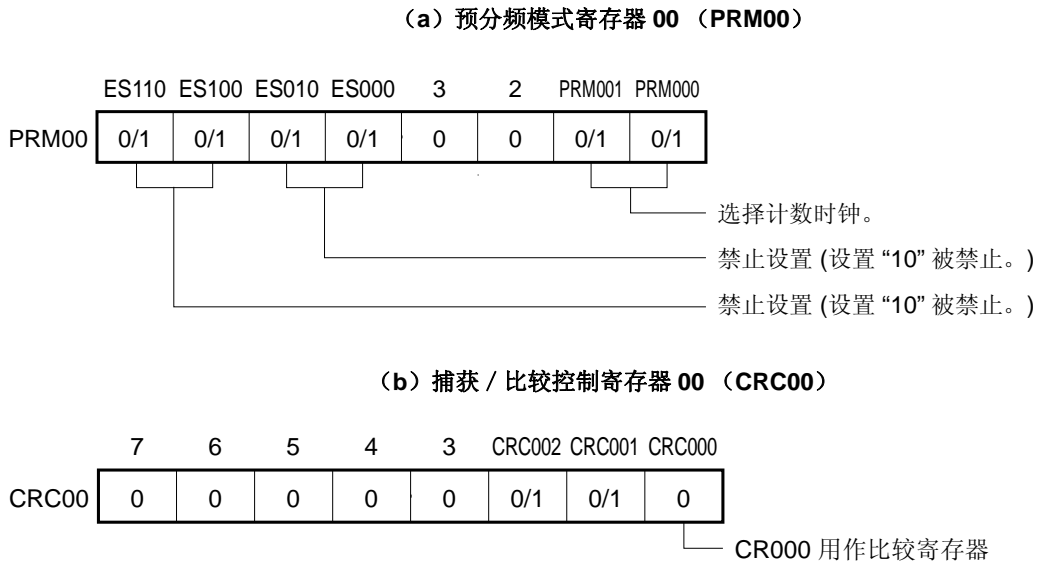 （a）预分频模式寄存器 00 （PRM00）
ES110 ES100 ES010 ES000 3 2 PRM001 PRM000
PRM00 0/1 0/1 0/1 0/1 0 0 0/1 0/1
选择计数时钟。
禁止设置 (设置 “10” 被禁止。)
禁止设置 (设置 “10” 被禁止。)
（b）捕获 / 比较控制寄存器 00 （CRC00）
7 6 5 4 3 CRC002 CRC001 CRC000
CRC00 0 0 0 0 0 0/1 0/1 0
CR000 用作比较寄存器